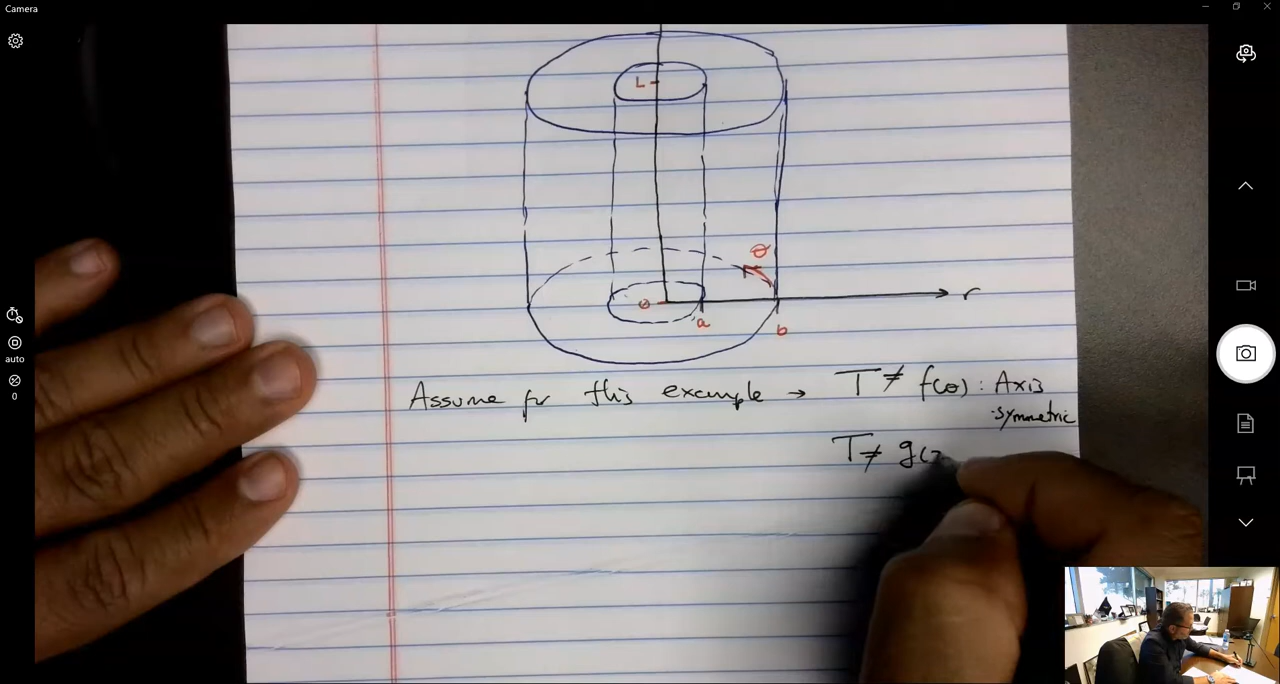 Camera
L
θ
auto
0
o
a
b
r
Assume for this example → T ≠ f(θ) : Axis
symmetric
T ≠ g(z